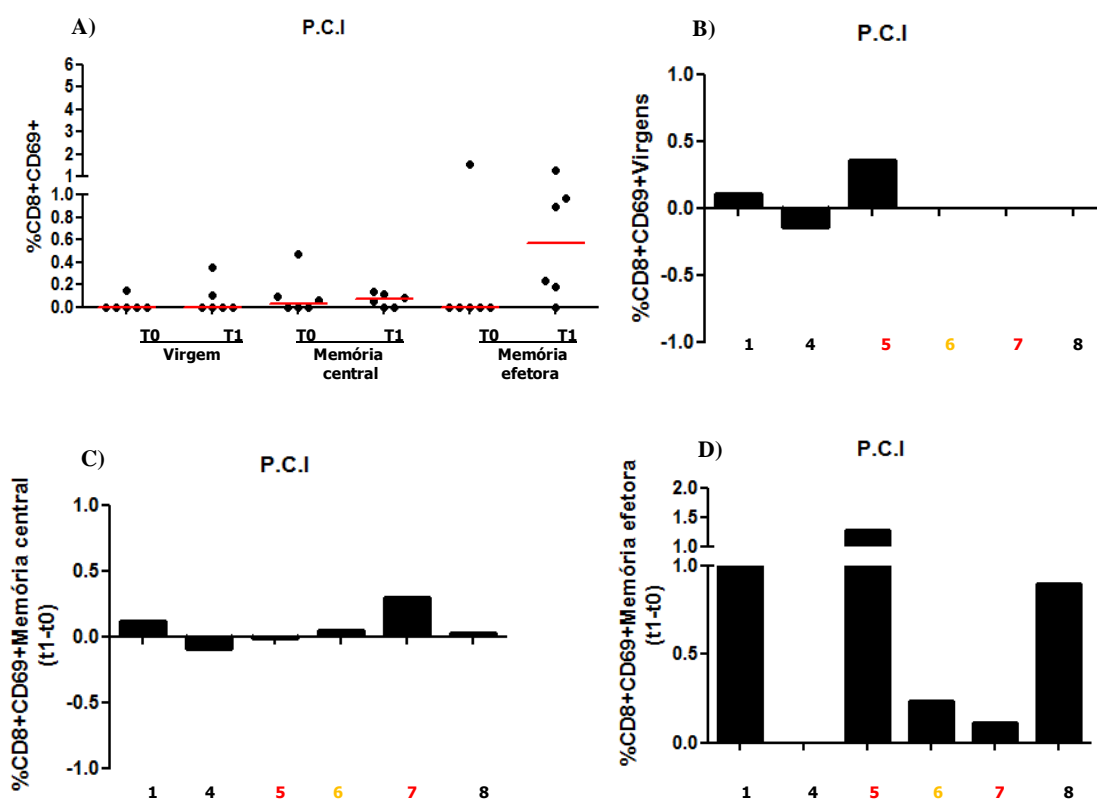 A)
P.C.I
%CD8+CD69+
6
5
4
3
2
1
1.0
0.8
0.6
0.4
0.2
0.0
T0 T1 T0 T1 T0 T1
Virgem Memória Memória
central efetora
B)
P.C.I
%CD8+CD69+Virgens
1.0
0.5
0.0
-0.5
-1.0
1 4 5 6 7 8
C)
P.C.I
%CD8+CD69+Memória central
(t1-t0)
1.0
0.5
0.0
-0.5
-1.0
1 4 5 6 7 8
D)
P.C.I
%CD8+CD69+Memória efetora
(t1-t0)
2.0
1.5
1.0
1.0
0.5
0.0
1 4 5 6 7 8